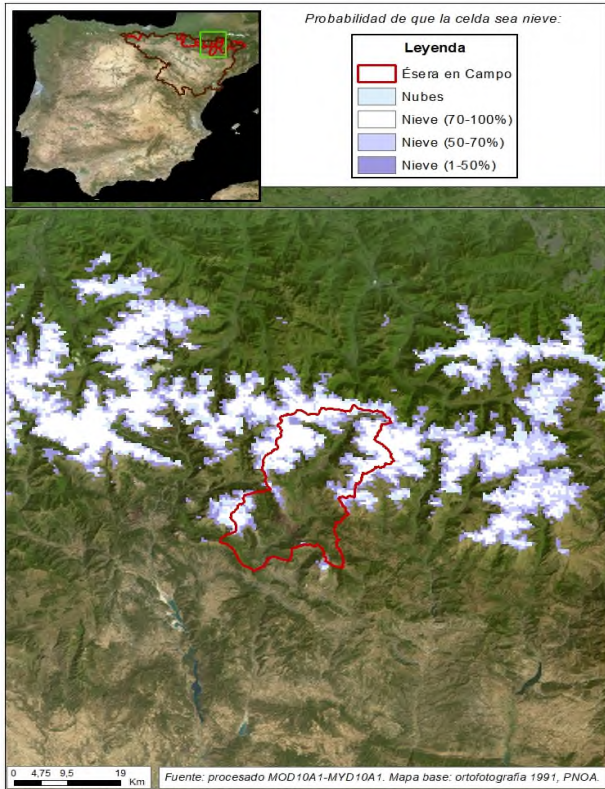 Probabilidad de que la celda sea nieve:
Leyenda
Ésera en Campo
Nubes
Nieve (70-100%)
Nieve (50-70%)
Nieve (1-50%)
0 4,75 9,5 19
Km
Fuente: procesado MOD10A1-MYD10A1. Mapa base: ortofotografía 1991, PNOA.